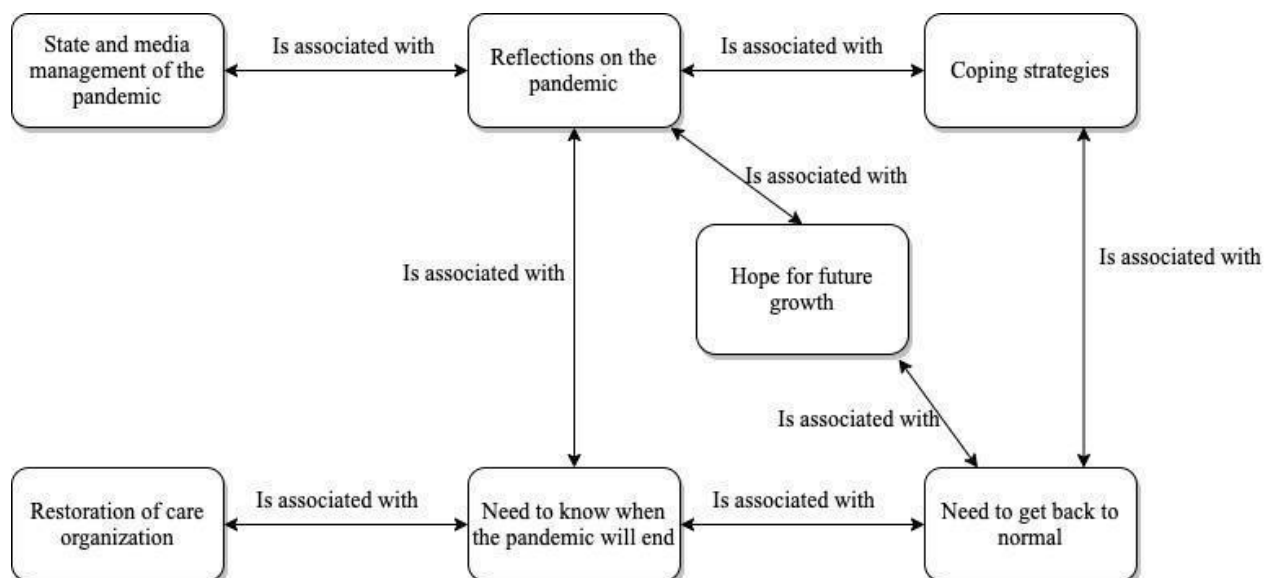 State and media
management of the
pandemic
Is associated with
Reflections on the
pandemic
Is associated with
Coping strategies
Is associated with
Hope for future
growth
Is associated with
Is associated with
Is associated with
Restoration of care
organization
Is associated with
Need to know when
the pandemic will end
Is associated with
Need to get back to
normal